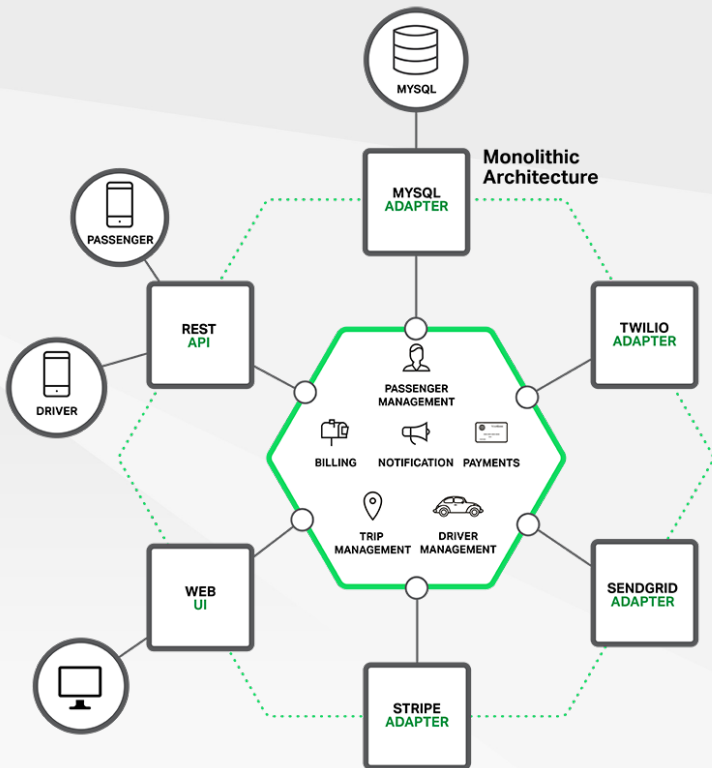 MYSQL
Monolithic
Architecture
MYSQL
ADAPTER
PASSENGER
REST
API
TWILIO
ADAPTER
DRIVER
PASSENGER
MANAGEMENT
BILLING
NOTIFICATION
PAYMENTS
TRIP
MANAGEMENT
DRIVER
MANAGEMENT
WEB
UI
SENDGRID
ADAPTER
STRIPE
ADAPTER